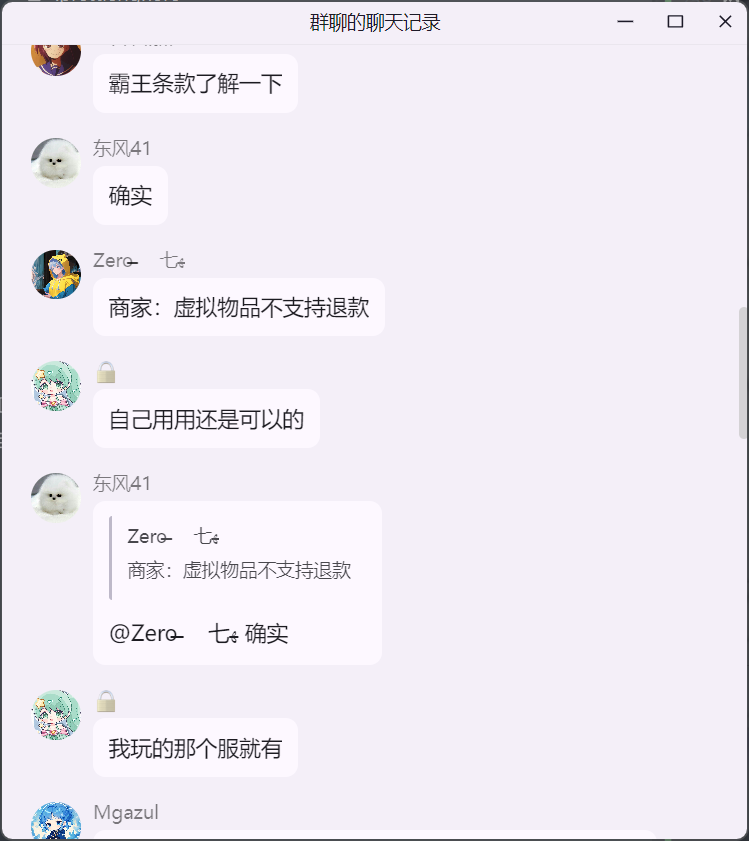 群聊的聊天记录
霸王条款了解一下
东风41
确实
Zero 七
商家：虚拟物品不支持退款
自己用用还是可以的
东风41
Zero 七
商家：虚拟物品不支持退款
@Zero 七 确实
我玩的那个服就有
Mgazul